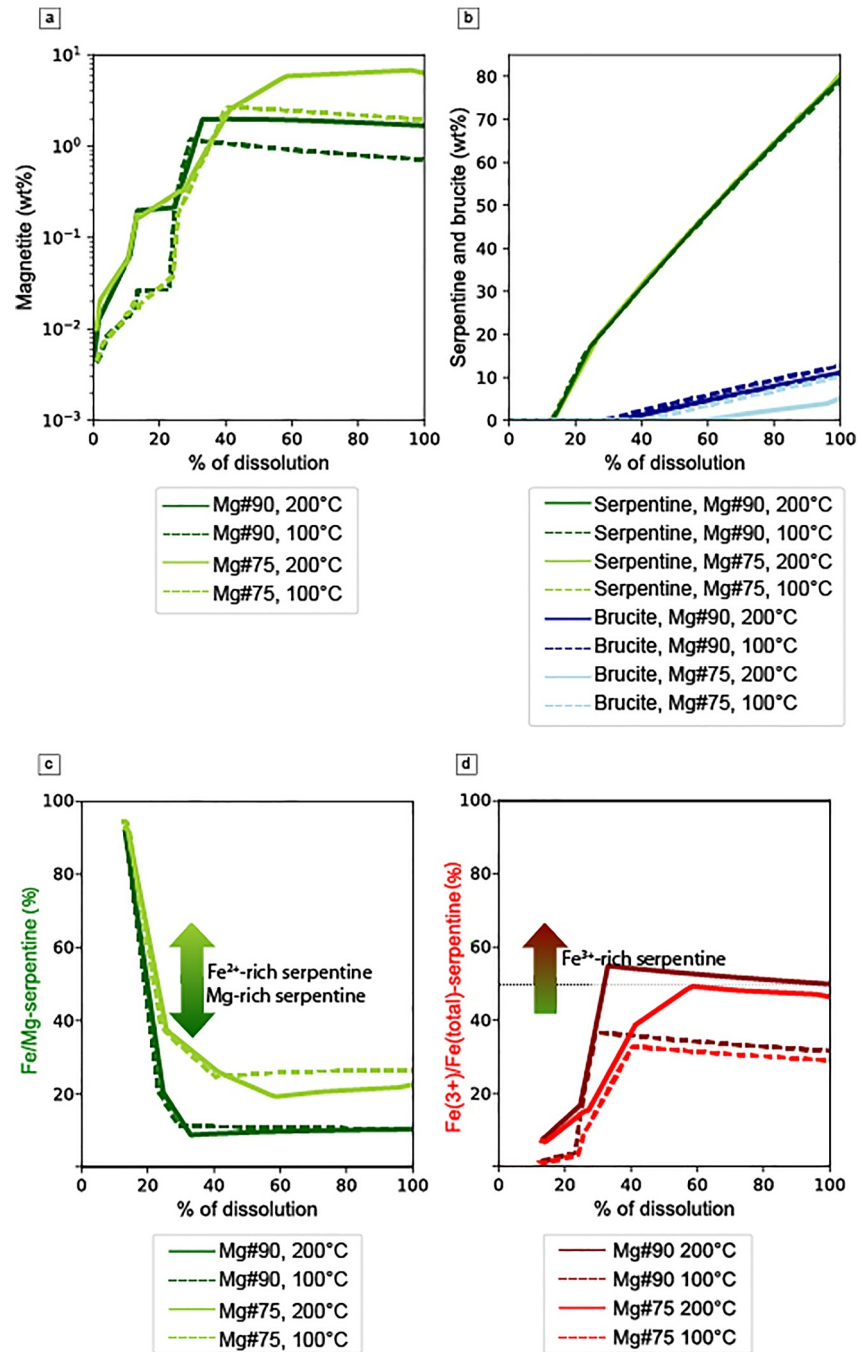 a
Magnetite (wt%)
10¹
10⁰
10⁻¹
10⁻²
10⁻³
0 20 40 60 80 100
% of dissolution
Mg#90, 200°C
Mg#90, 100°C
Mg#75, 200°C
Mg#75, 100°C
b
Serpentine and brucite (wt%)
80
70
60
50
40
30
20
10
0
0 20 40 60 80 100
% of dissolution
Serpentine, Mg#90, 200°C
Serpentine, Mg#90, 100°C
Serpentine, Mg#75, 200°C
Serpentine, Mg#75, 100°C
Brucite, Mg#90, 200°C
Brucite, Mg#90, 100°C
Brucite, Mg#75, 200°C
Brucite, Mg#75, 100°C
c
Fe/Mg-serpentine (%)
100
80
60
40
20
Fe²⁺-rich serpentine
Mg-rich serpentine
0 20 40 60 80 100
% of dissolution
Mg#90, 200°C
Mg#90, 100°C
Mg#75, 200°C
Mg#75, 100°C
d
Fe(3+)/Fe(total)-serpentine(%)
100
80
60
40
20
Fe³⁺-rich serpentine
0 20 40 60 80 100
% of dissolution
Mg#90 200°C
Mg#90 100°C
Mg#75 200°C
Mg#75 100°C